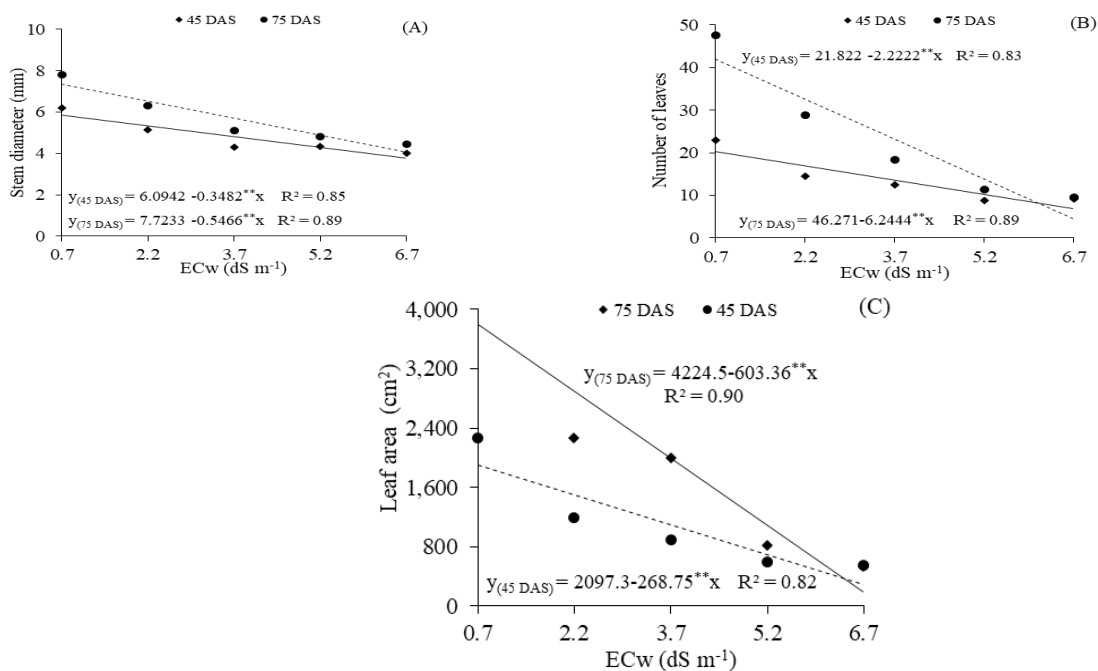 45 DAS 75 DAS
(A)
10
8
6
4
2
0
Stem diameter (mm)
y(45 DAS) = 6.0942 -0.3482**x R² = 0.85
y(75 DAS) = 7.7233 -0.5466**x R² = 0.89
0.7 2.2 3.7 5.2 6.7
ECw (dS m⁻¹)
45 DAS 75 DAS
(B)
50
40
30
20
10
0
Number of leaves
y(45 DAS) = 21.822 -2.2222**x R² = 0.83
y(75 DAS) = 46.271-6.2444**x R² = 0.89
0.7 2.2 3.7 5.2 6.7
ECw (dS m⁻¹)
75 DAS 45 DAS
(C)
4,000
3,200
2,400
1,600
800
0
Leaf area (cm²)
y(75 DAS) = 4224.5-603.36**x
R² = 0.90
y(45 DAS) = 2097.3-268.75**x R² = 0.82
0.7 2.2 3.7 5.2 6.7
ECw (dS m⁻¹)